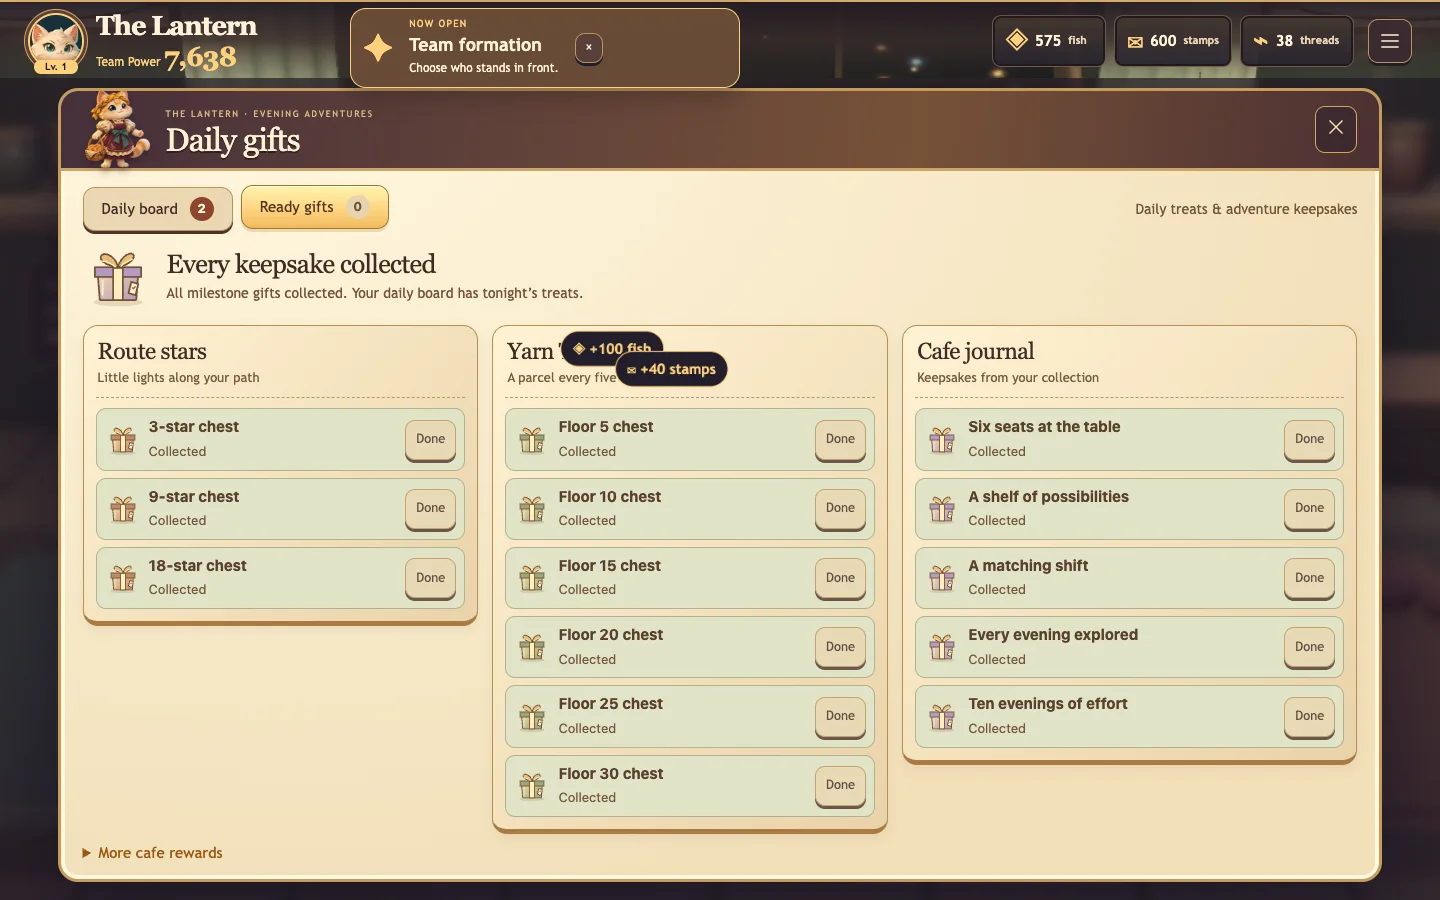 The Lantern
Lv. 1
Team Power 7,638
NOW OPEN
Team formation
Choose who stands in front.
575 fish
600 stamps
38 threads
THE LANTERN · EVENING ADVENTURES
Daily gifts
Daily board 2
Ready gifts 0
Daily treats & adventure keepsakes
Every keepsake collected
All milestone gifts collected. Your daily board has tonight's treats.
Route stars
Little lights along your path
3-star chest
Collected
Done
9-star chest
Collected
Done
18-star chest
Collected
Done
Yarn
+100 fish
+40 stamps
A parcel every five
Floor 5 chest
Collected
Done
Floor 10 chest
Collected
Done
Floor 15 chest
Collected
Done
Floor 20 chest
Collected
Done
Floor 25 chest
Collected
Done
Floor 30 chest
Collected
Done
Cafe journal
Keepsakes from your collection
Six seats at the table
Collected
Done
A shelf of possibilities
Collected
Done
A matching shift
Collected
Done
Every evening explored
Collected
Done
Ten evenings of effort
Collected
Done
More cafe rewards